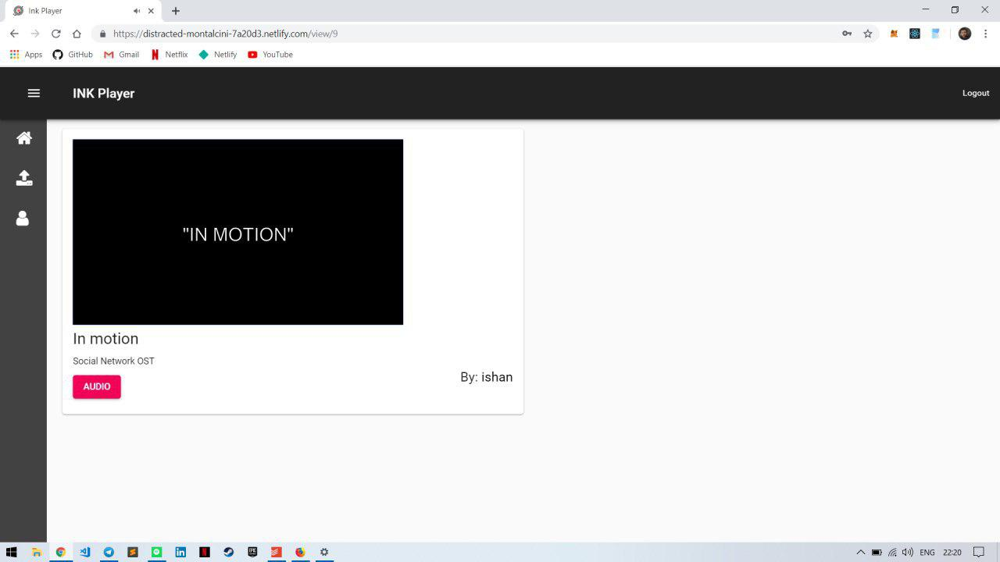 Ink Player
https://distracted-montalcini-7a20d3.netlify.com/view/9
Apps GitHub Gmail Netflix Netlify YouTube
INK Player
Logout
"IN MOTION"
In motion
Social Network OST
By: ishan
AUDIO
ENG 22:20